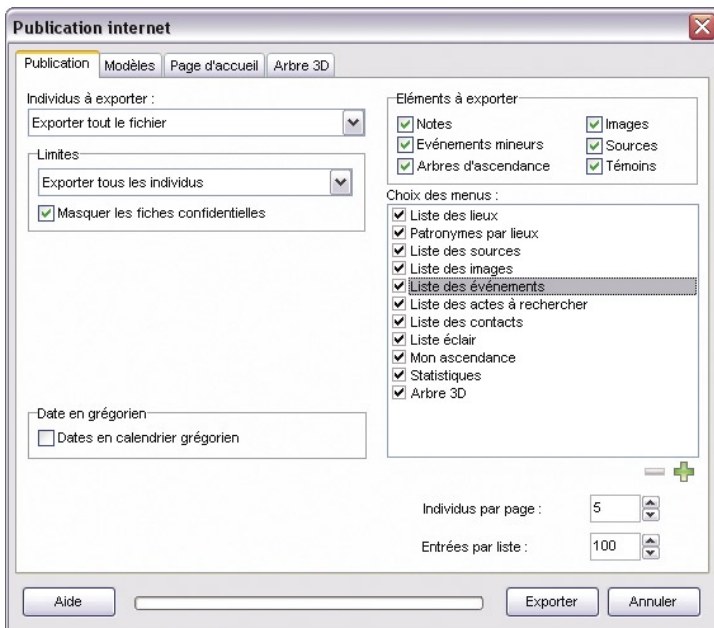 Publication internet
Publication Modèles Page d'accueil Arbre 3D
Individus à exporter :
Exporter tout le fichier
Limites
Exporter tous les individus
Masquer les fiches confidentielles
Date en grégorien
Dates en calendrier grégorien
Eléments à exporter
Notes Images
Evénements mineurs Sources
Arbres d'ascendance Témoins
Choix des menus :
Liste des lieux
Patronymes par lieux
Liste des sources
Liste des images
Liste des événements
Liste des actes à rechercher
Liste des contacts
Liste éclair
Mon ascendance
Statistiques
Arbre 3D
Individus par page : 5
Entrées par liste : 100
Aide Exporter Annuler